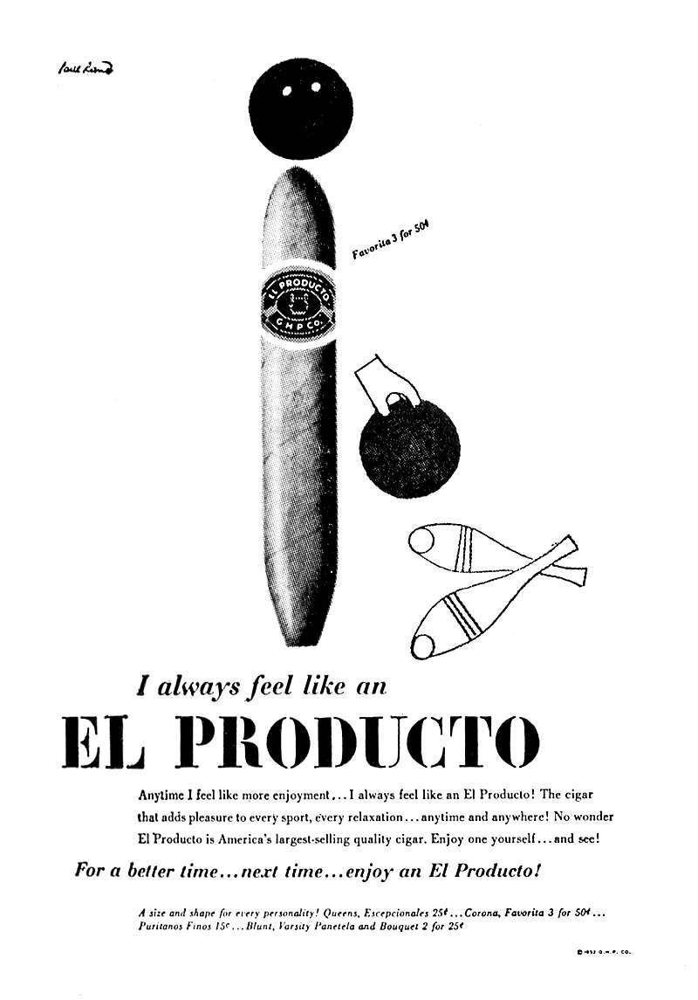 Paul Rand
Favorita 3 for 50¢
EL PRODUCTO
G H P CO.
I always feel like an
EL PRODUCTO
Anytime I feel like more enjoyment...I always feel like an El Producto! The cigar
that adds pleasure to every sport, every relaxation...anytime and anywhere! No wonder
El Producto is America's largest-selling quality cigar. Enjoy one yourself...and see!
For a better time...next time...enjoy an El Producto!
A size and shape for every personality! Queens, Escepcionales 25¢...Corona, Favorita 3 for 50¢...
Puritanos Finos 15¢...Blunt, Varsity Panetela and Bouquet 2 for 25¢
© 1952 G.H.P. CO.